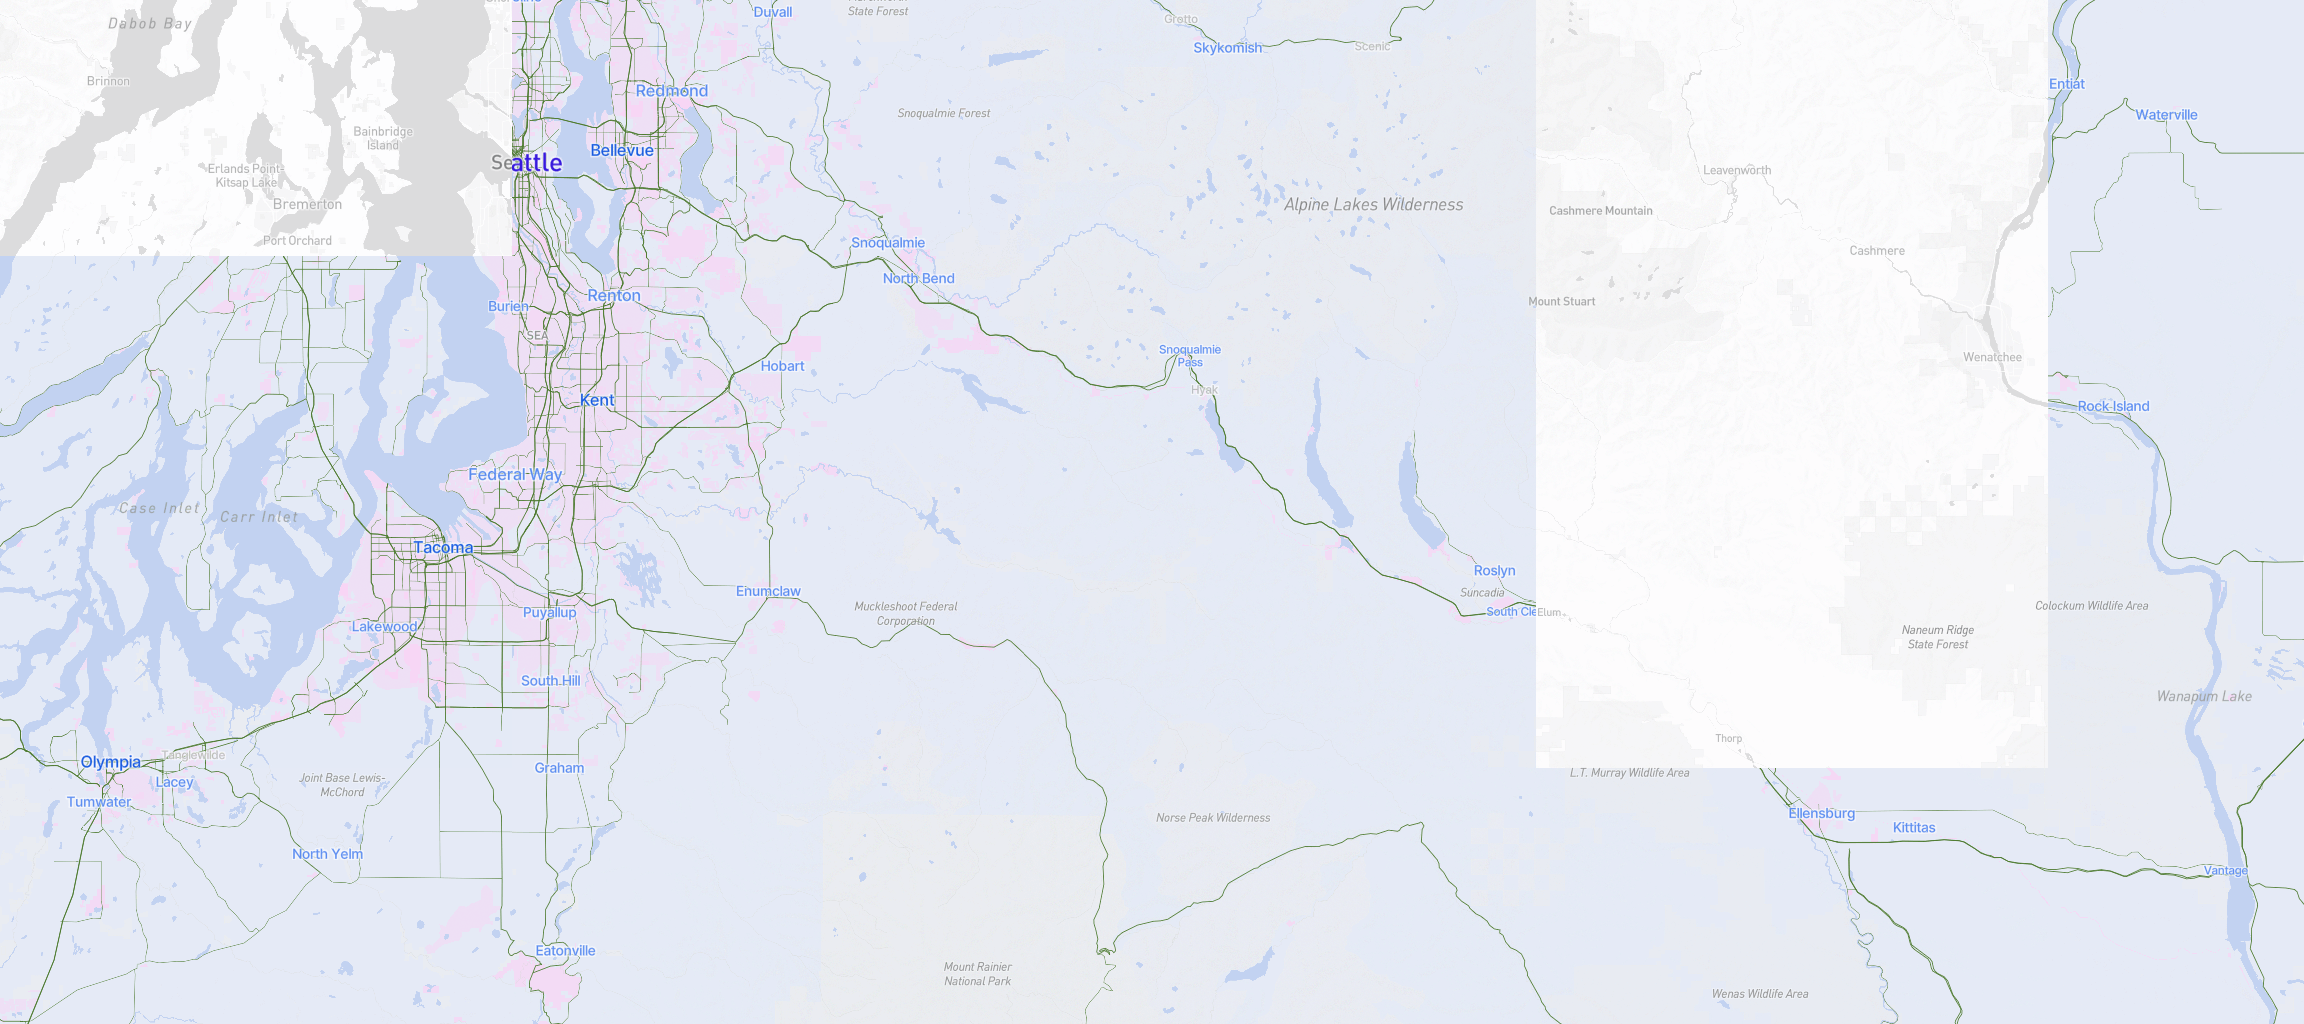 Dabob Bay
Duvall
State Forest
Grotto
Skykomish
Scenic
Brinnon
Redmond
Entiat
Snoqualmie Forest
Waterville
Bainbridge
Island
Bellevue
Seattle
Erlands Point-
Kitsap Lake
Leavenworth
Bremerton
Alpine Lakes Wilderness
Cashmere Mountain
Port Orchard
Snoqualmie
Cashmere
North Bend
Renton
Burien
Mount Stuart
SEA
Snoqualmie
Pass
Wenatchee
Hobart
Hyak
Kent
Rock Island
Federal Way
Case Inlet
Carr Inlet
Tacoma
Roslyn
Suncadia
Enumclaw
Muckleshoot Federal
Corporation
Colockum Wildlife Area
Puyallup
South Cle Elum
Lakewood
Naneum Ridge
State Forest
South Hill
Wanapum Lake
Thorp
Tanglewilde
Olympia
Graham
L.T. Murray Wildlife Area
Joint Base Lewis-
McChord
Lacey
Tumwater
Norse Peak Wilderness
Ellensburg
Kittitas
North Yelm
Vantage
Eatonville
Mount Rainier
National Park
Wenas Wildlife Area